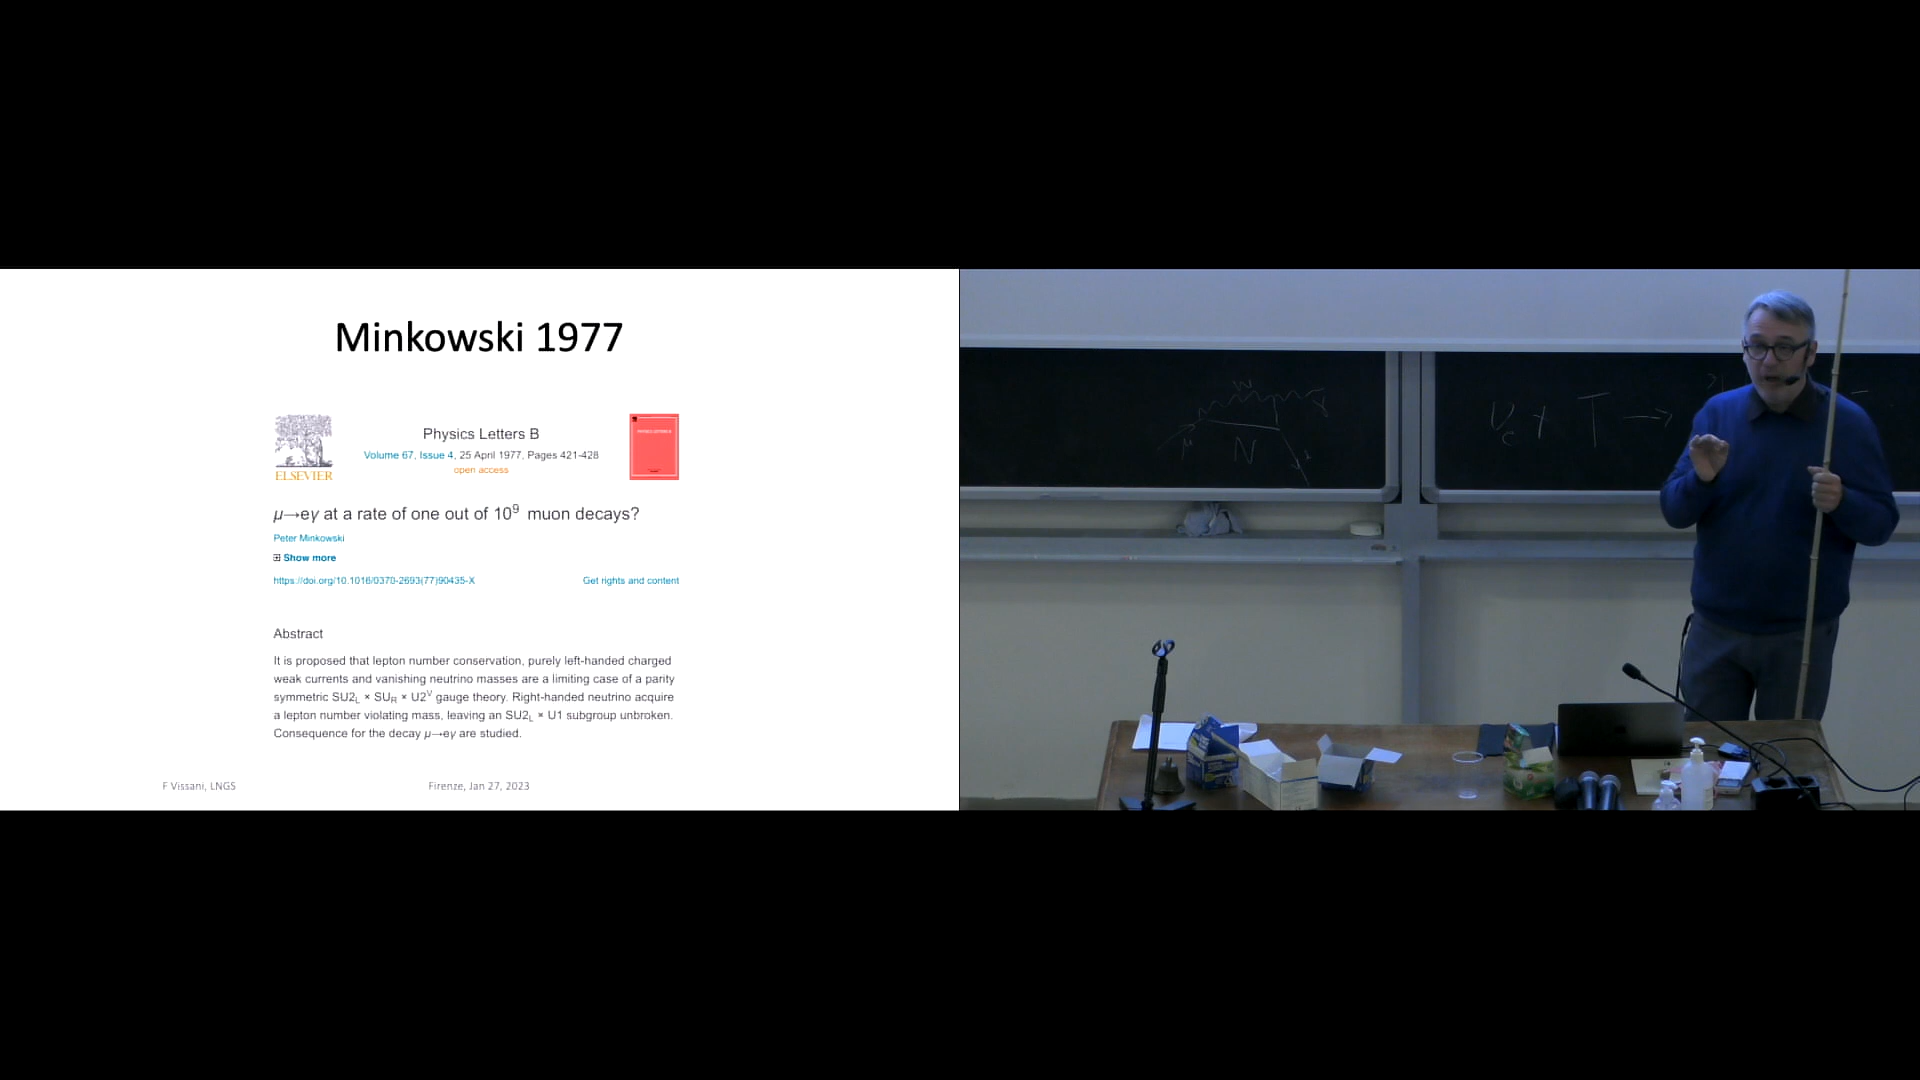 Minkowski 1977
ELSEVIER
Physics Letters B
Volume 67, Issue 4, 25 April 1977, Pages 421-428
open access
PHYSICS LETTERS B
μ→eγ at a rate of one out of 10⁹ muon decays?
Peter Minkowski
Show more
https://doi.org/10.1016/0370-2693(77)90435-X
Get rights and content
Abstract
It is proposed that lepton number conservation, purely left-handed charged
weak currents and vanishing neutrino masses are a limiting case of a parity
symmetric SU2L × SUR × U2V gauge theory. Right-handed neutrino acquire
a lepton number violating mass, leaving an SU2L × U1 subgroup unbroken.
Consequence for the decay μ→eγ are studied.
F Vissani, LNGS
Firenze, Jan 27, 2023
W
μ
N
T →